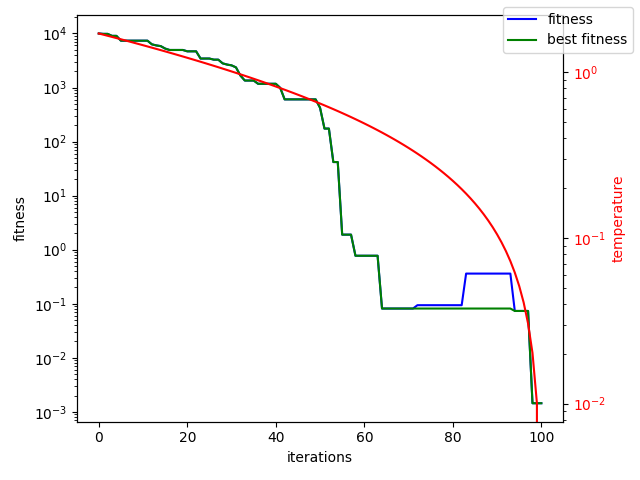 fitness
best fitness
10⁴
10³
10²
10¹
10⁰
10⁻¹
10⁻²
10⁻³
fitness
10⁰
10⁻¹
10⁻²
temperature
0 20 40 60 80 100
iterations